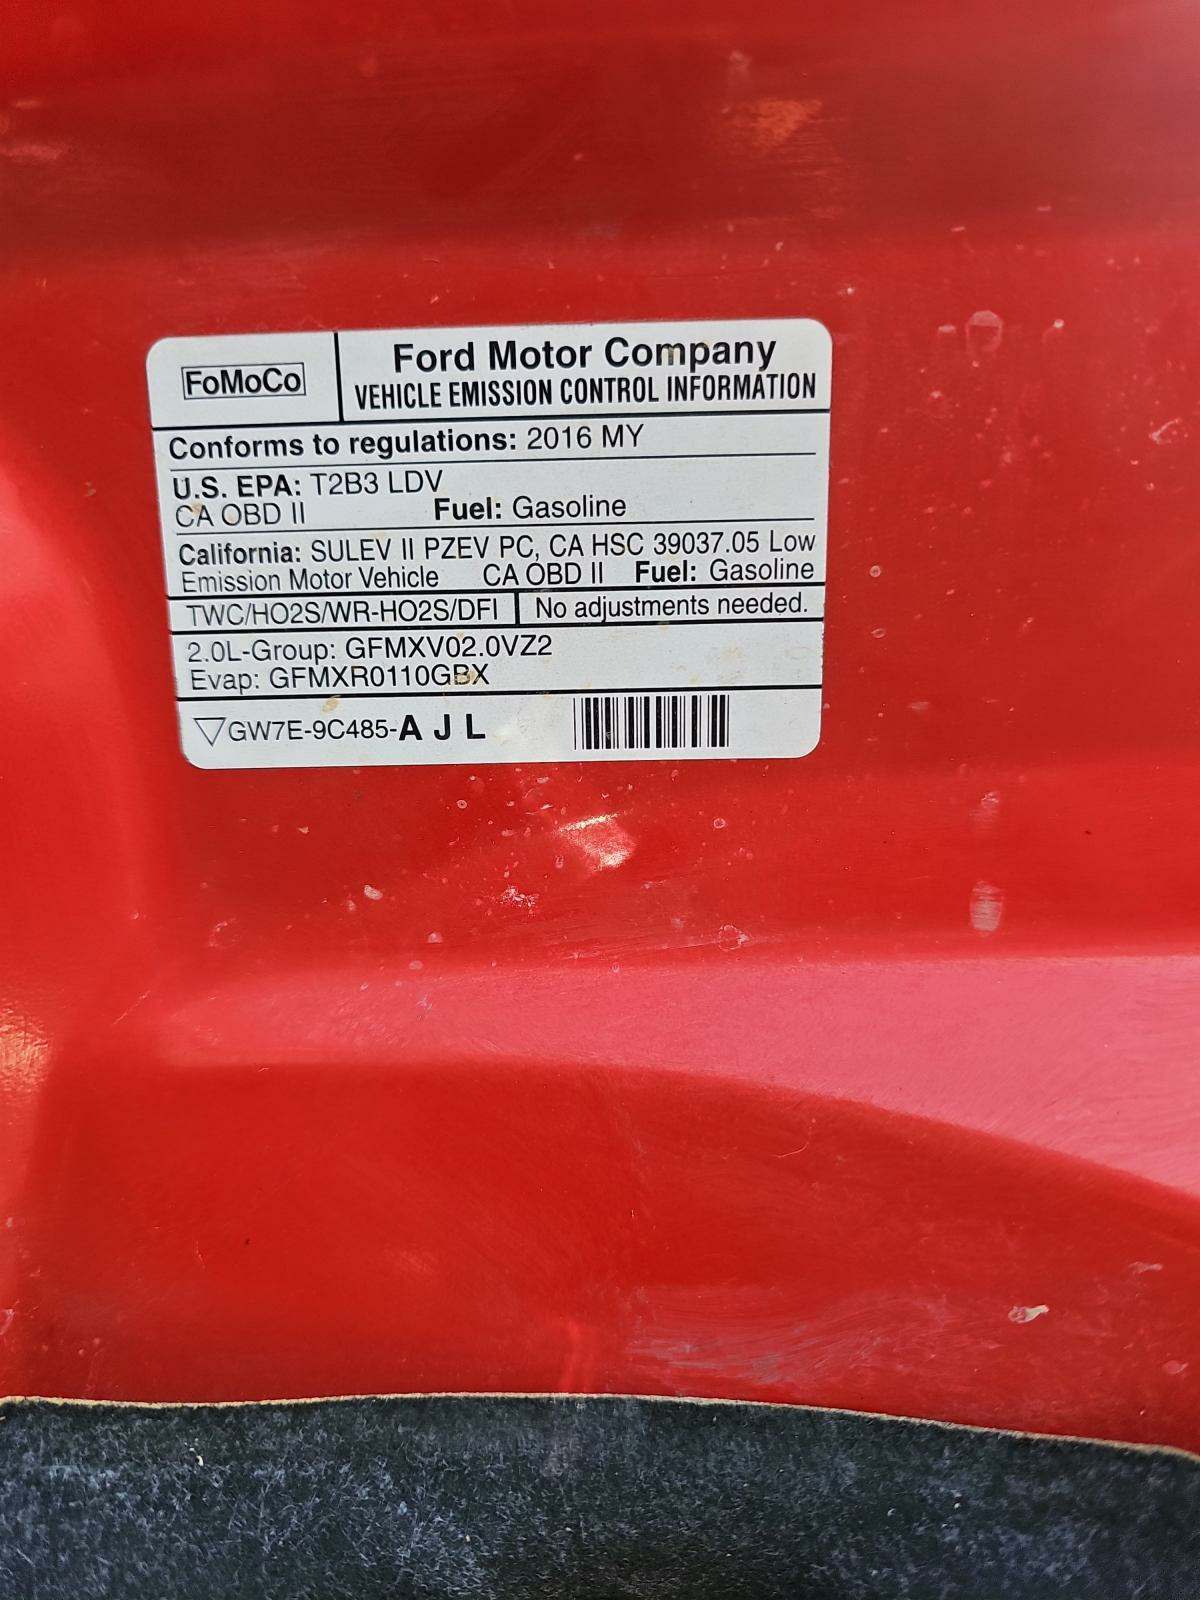 FoMoCo
Ford Motor Company
VEHICLE EMISSION CONTROL INFORMATION
Conforms to regulations: 2016 MY
U.S. EPA: T2B3 LDV
CA OBD II Fuel: Gasoline
California: SULEV II PZEV PC, CA HSC 39037.05 Low
Emission Motor Vehicle CA OBD II Fuel: Gasoline
TWC/HO2S/WR-HO2S/DFI No adjustments needed.
2.0L-Group: GFMXV02.0VZ2
Evap: GFMXR0110GBX
▽GW7E-9C485-A J L